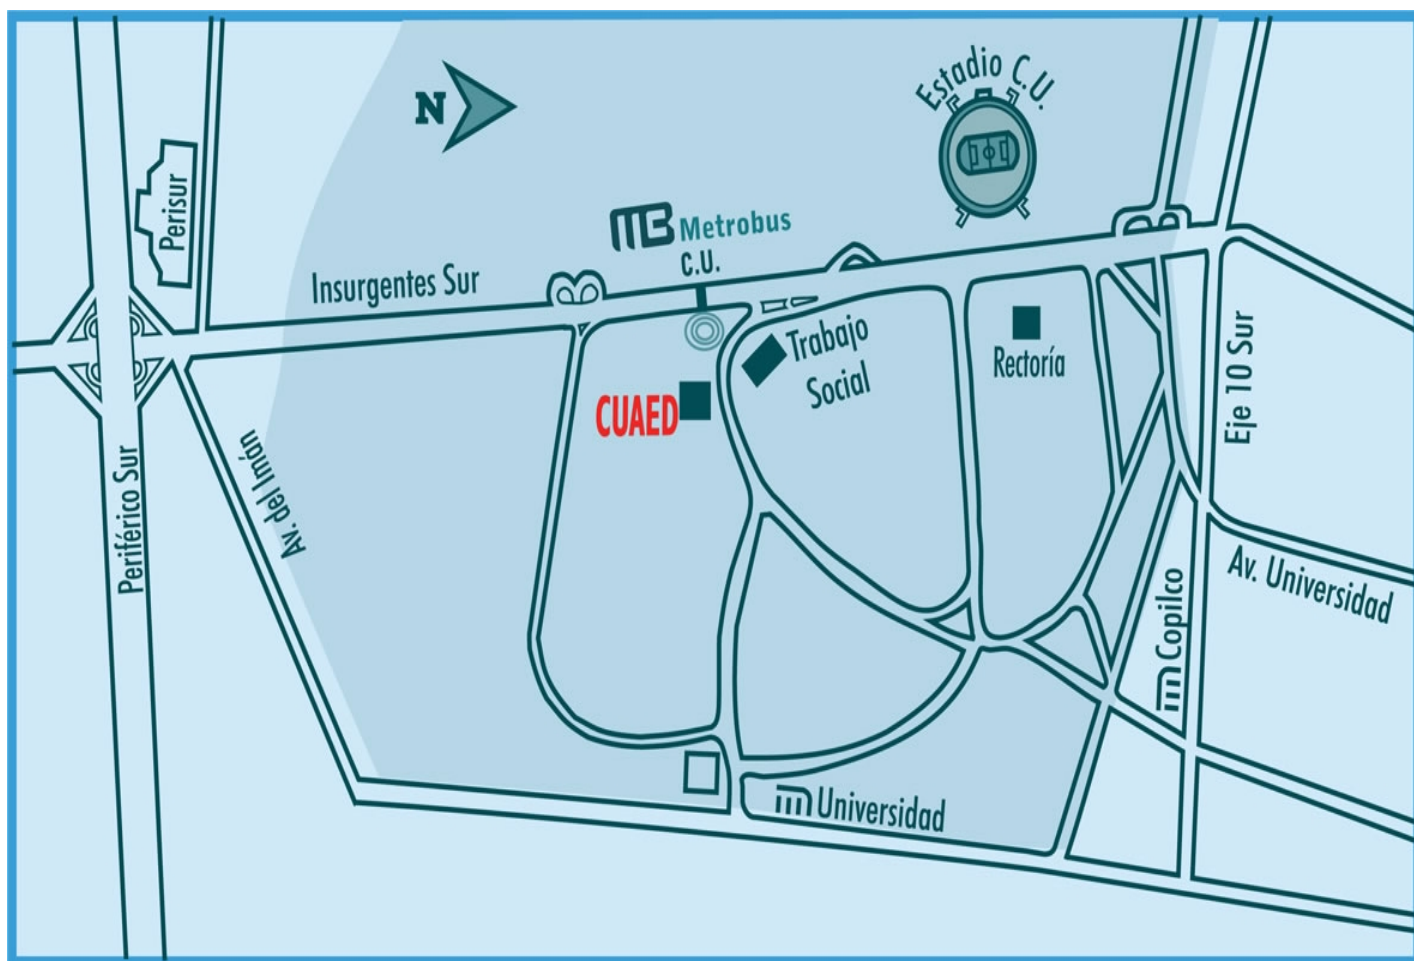 N
Estadio C.U.
Perisur
MB Metrobus
C.U.
Insurgentes Sur
Trabajo
Social
Rectoría
CUAED
Eje 10 Sur
Av. del Imán
Periférico Sur
Av. Universidad
Copilco
Universidad